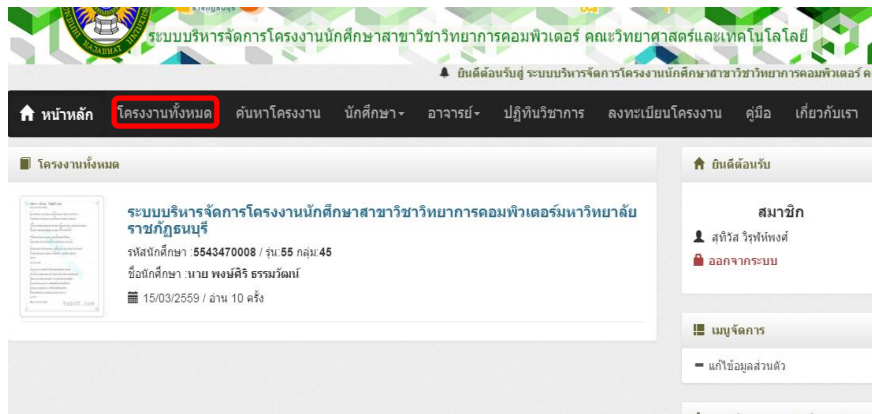 ระบบบริหารจัดการโครงงานนักศึกษาสาขาวิชาวิทยาการคอมพิวเตอร์ คณะวิทยาศาสตร์และเทคโนโลโลยี
ยินดีต้อนรับสู่ ระบบบริหารจัดการโครงงานนักศึกษาสาขาวิชาวิทยาการคอมพิวเตอร์ ค
หน้าหลัก โครงงานทั้งหมด ค้นหาโครงงาน นักศึกษา อาจารย์ ปฏิทินวิชาการ ลงทะเบียนโครงงาน คู่มือ เกี่ยวกับเรา
โครงงานทั้งหมด
ระบบบริหารจัดการโครงงานนักศึกษาสาขาวิชาวิทยาการคอมพิวเตอร์มหาวิทยาลัย
ราชภัฏธนบุรี
รหัสนักศึกษา :5543470008 / รุ่น:55 กลุ่ม:45
ชื่อนักศึกษา :นาย พงษ์ศิริ ธรรมวัฒน์
15/03/2559 / อ่าน 10 ครั้ง
ยินดีต้อนรับ
สมาชิก
สุทิวัส วิรุฬห์พงศ์
ออกจากระบบ
เมนูจัดการ
แก้ไข้อมูลส่วนตัว